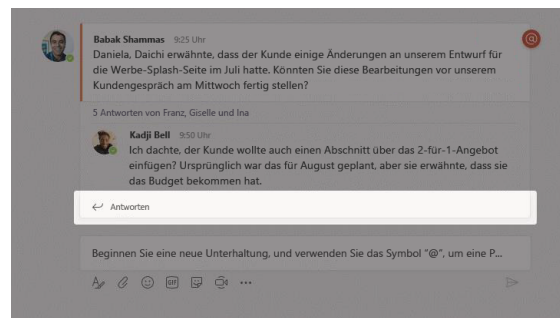 Babak Shammas 9:25 Uhr
Daniela, Daichi erwähnte, dass der Kunde einige Änderungen an unserem Entwurf für
die Werbe-Splash-Seite im Juli hatte. Könnten Sie diese Bearbeitungen vor unserem
Kundengespräch am Mittwoch fertig stellen?
5 Antworten von Franz, Giselle und Ina
Kadji Bell 9:50 Uhr
Ich dachte, der Kunde wollte auch einen Abschnitt über das 2-für-1-Angebot
einfügen? Ursprünglich war das für August geplant, aber sie erwähnte, dass sie
das Budget bekommen hat.
Antworten
Beginnen Sie eine neue Unterhaltung, und verwenden Sie das Symbol "@", um eine P...
GIF